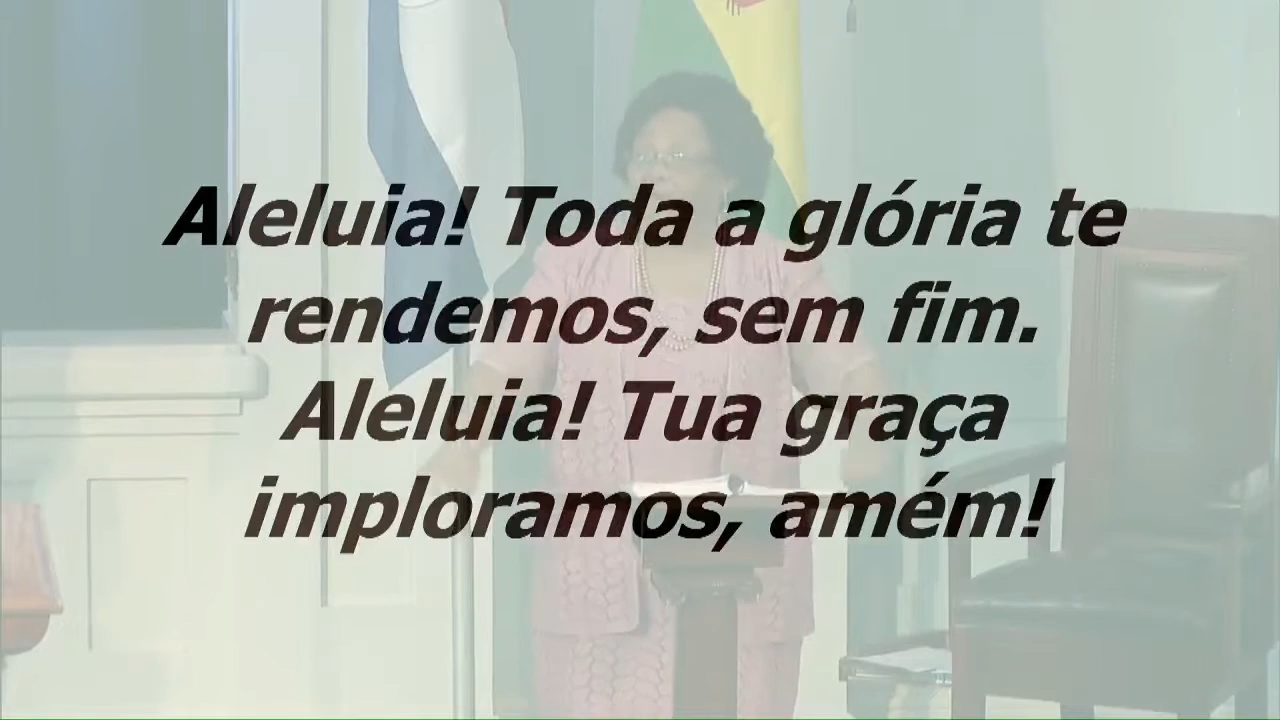 Aleluia! Toda a glória te
rendemos, sem fim.
Aleluia! Tua graça
imploramos, amém!